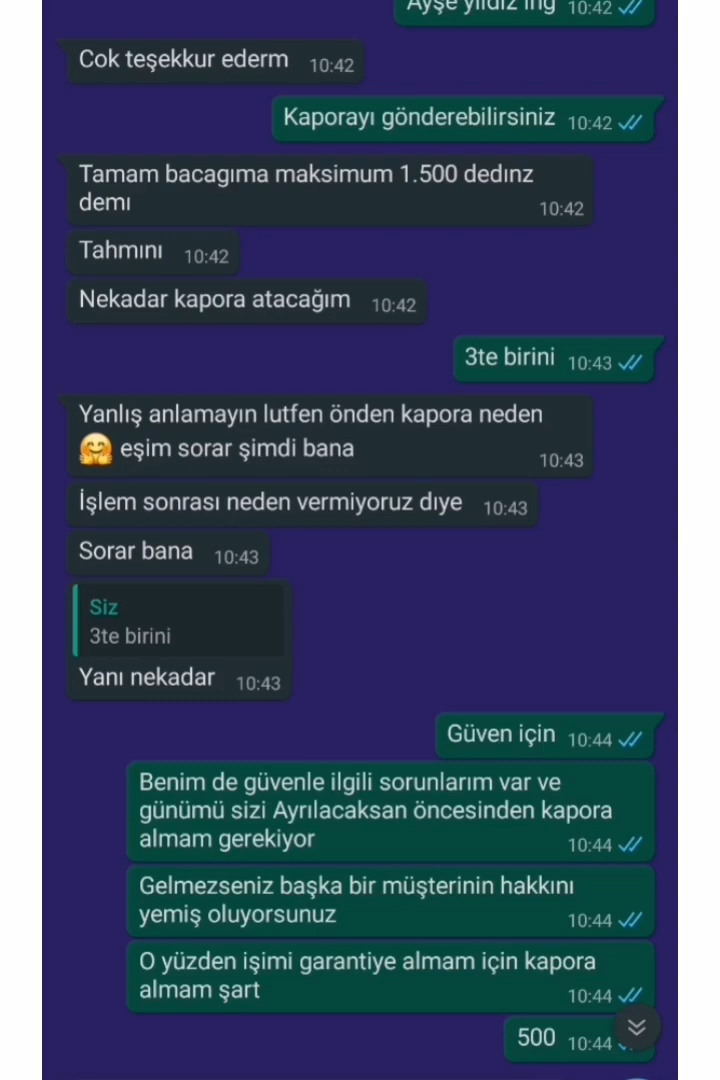 Ayşe yıldız ing 10:42
Cok teşekkur ederm 10:42
Kaporayı gönderebilirsiniz 10:42
Tamam bacagıma maksimum 1.500 dedınz
demı 10:42
Tahmını 10:42
Nekadar kapora atacağım 10:42
3te birini 10:43
Yanlış anlamayın lutfen önden kapora neden
🤗 eşim sorar şimdi bana 10:43
İşlem sonrası neden vermiyoruz dıye 10:43
Sorar bana 10:43
Siz
3te birini
Yanı nekadar 10:43
Güven için 10:44
Benim de güvenle ilgili sorunlarım var ve
günümü sizi Ayrılacaksan öncesinden kapora
almam gerekiyor 10:44
Gelmezseniz başka bir müşterinin hakkını
yemiş oluyorsunuz 10:44
O yüzden işimi garantiye almam için kapora
almam şart 10:44
500 10:44